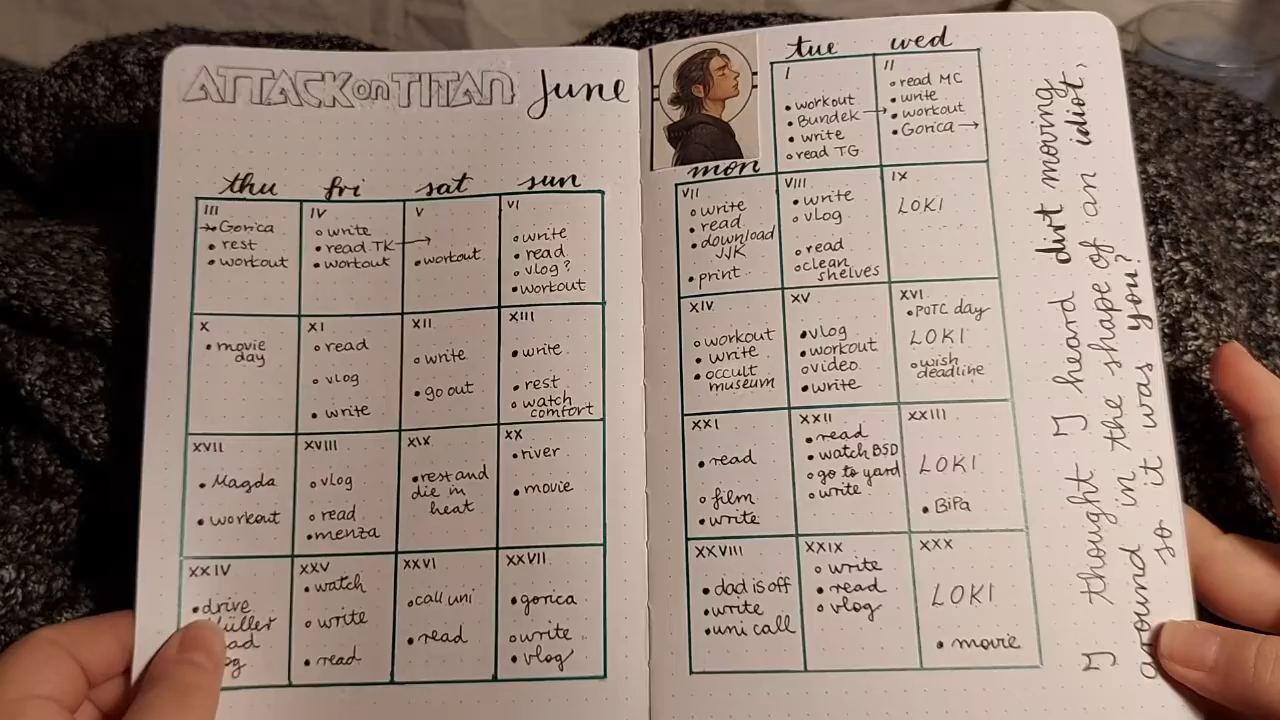 ATTACK on TITAN June
thu fri sat sun
III
→ Gorica
• rest
• workout
IV
◦ write
• read TK →
• workout
V
• workout
VI
◦ write
• read
◦ vlog?
• workout
X
• movie
day
XI
◦ read
◦ vlog
• write
XII
◦ write
• go out
XIII
• write
• rest
◦ watch
comfort
XVII
• Magda
• workout
XVIII
◦ vlog
◦ read
• menza
XIX
• rest and
die in
heat
XX
• river
• movie
XXIV
• drive
XXV
• watch
◦ write
• read
XXVI
◦ call uni
• read
XXVII
• gorica
◦ write
• vlog
mon tue wed
I
• workout
• Bundek →
• write
◦ read TG
II
◦ read MC
• write
• workout
• Gorica →
VII
◦ write
• read
• download
JJK
• print
VIII
• write
◦ vlog
◦ read
◦ clean
shelves
IX
LOKI
XIV
◦ workout
• write
• occult
museum
XV
• vlog
• workout
◦ video
• write
XVI
• POTC day
LOKI
◦ wish
deadline
XXI
• read
◦ film
• write
XXII
• read
• watch BSD
◦ go to yard
◦ write
XXIII
LOKI
• BiPa
XXVIII
• dad is off
• write
• uni call
XXIX
◦ write
• read
◦ vlog
XXX
LOKI
• movie
I thought I heard dirt moving
around in the shape of an idiot,
so it was you?